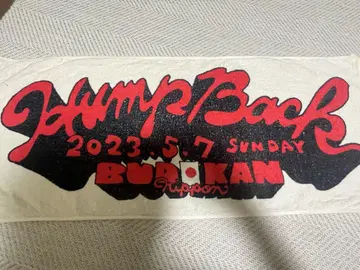 Hump Back
2023.5.7 SUNDAY
BUDOKAN
Nippon